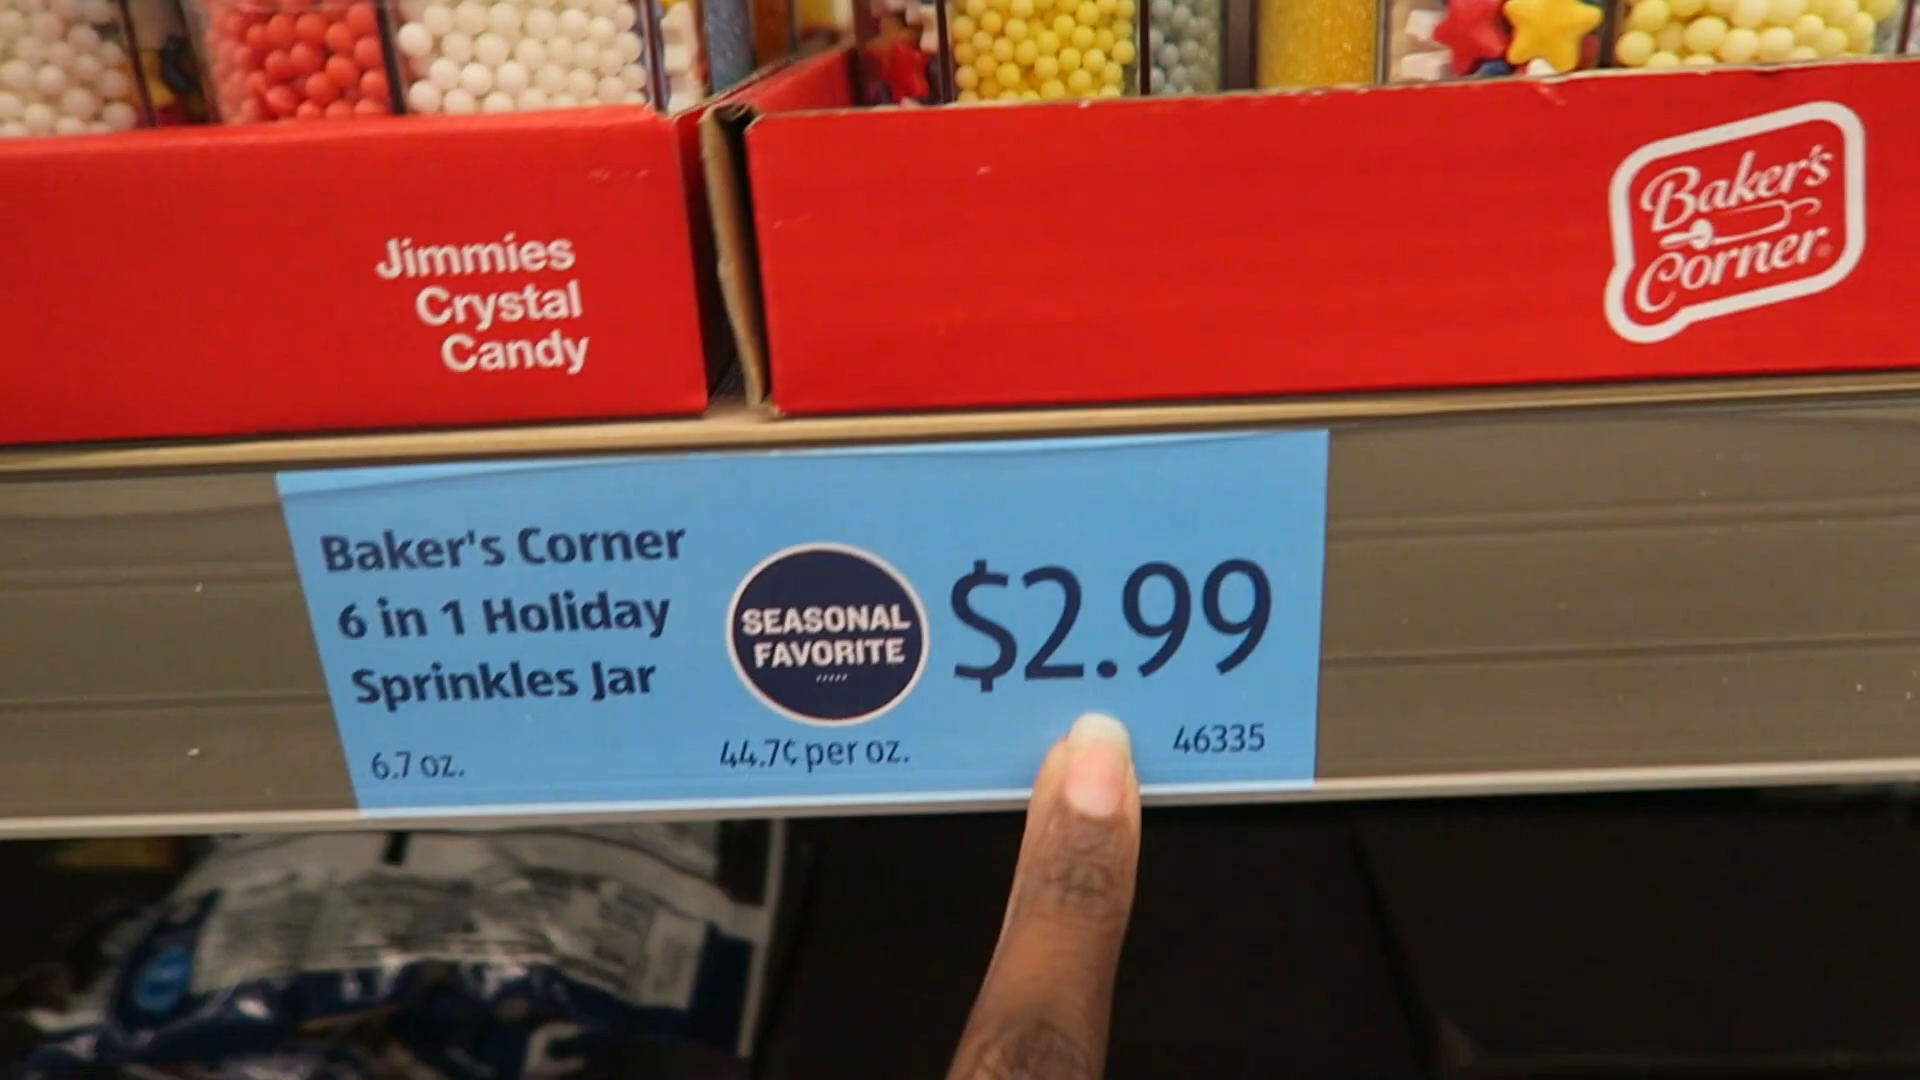 Jimmies
Crystal
Candy
Baker's
Corner
Baker's Corner
6 in 1 Holiday
Sprinkles Jar
SEASONAL
FAVORITE
$2.99
6.7 oz.
44.7¢ per oz.
46335